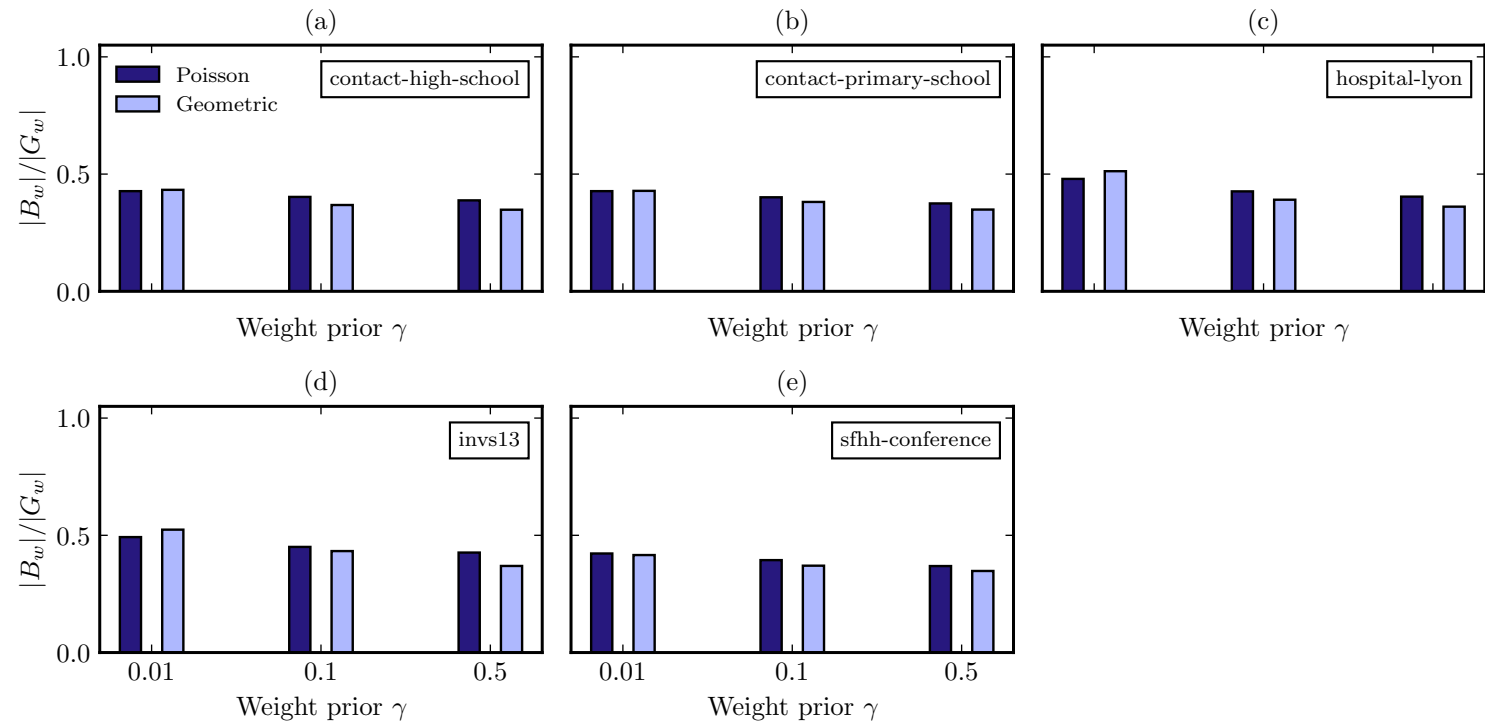 (a)
(b)
(c)
1.0
0.5
0.0
|B_w|/|G_w|
Poisson
Geometric
contact-high-school
contact-primary-school
hospital-lyon
Weight prior γ
Weight prior γ
Weight prior γ
(d)
(e)
1.0
0.5
0.0
|B_w|/|G_w|
invs13
sfhh-conference
0.01
0.1
0.5
0.01
0.1
0.5
Weight prior γ
Weight prior γ